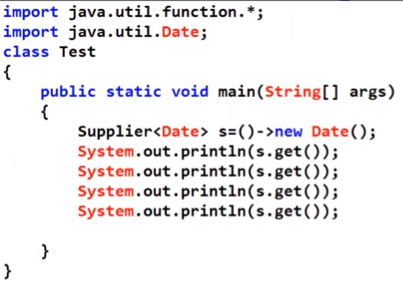 import java.util.function.*;
import java.util.Date;
class Test
{
    public static void main(String[] args)
    {
        Supplier<Date> s=()->new Date();
        System.out.println(s.get());
        System.out.println(s.get());
        System.out.println(s.get());
        System.out.println(s.get());

    }
}